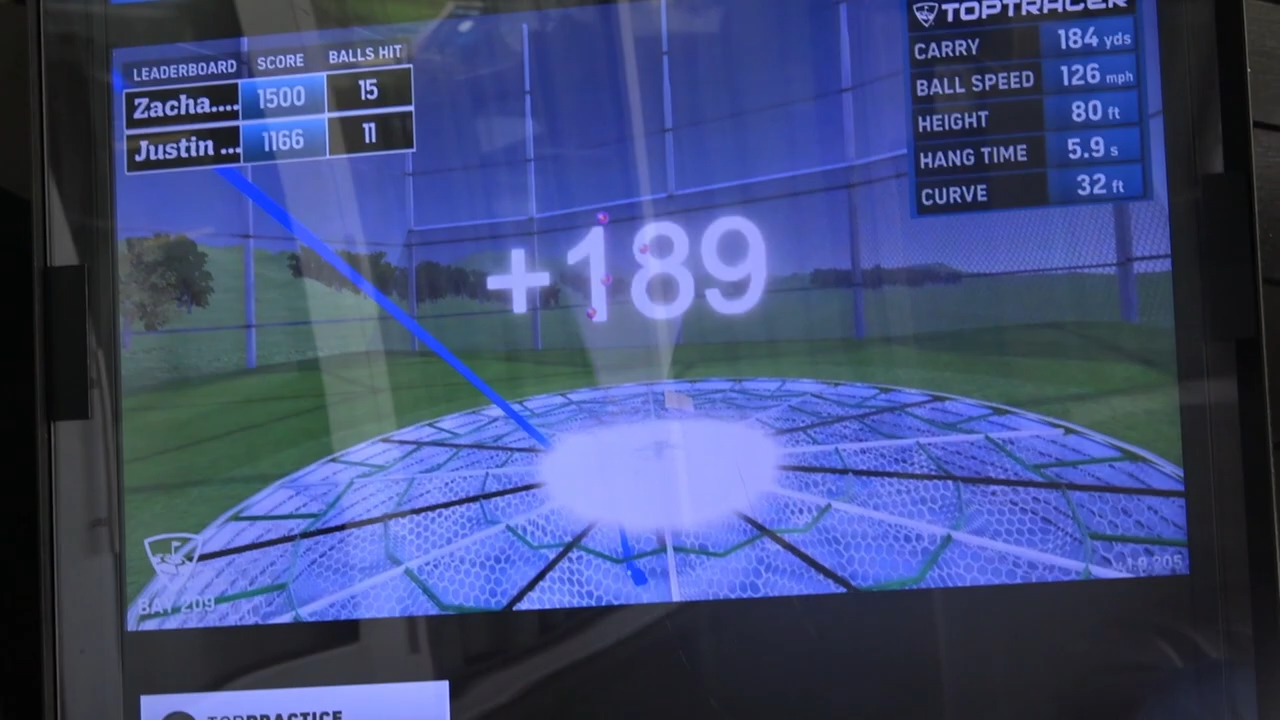 LEADERBOARD SCORE BALLS HIT
Zacha.... 1500 15
Justin ... 1166 11
TOPTRACER
CARRY 184 yds
BALL SPEED 126 mph
HEIGHT 80 ft
HANG TIME 5.9 s
CURVE 32 ft
+189
BAY 209
TOPPRACTICE